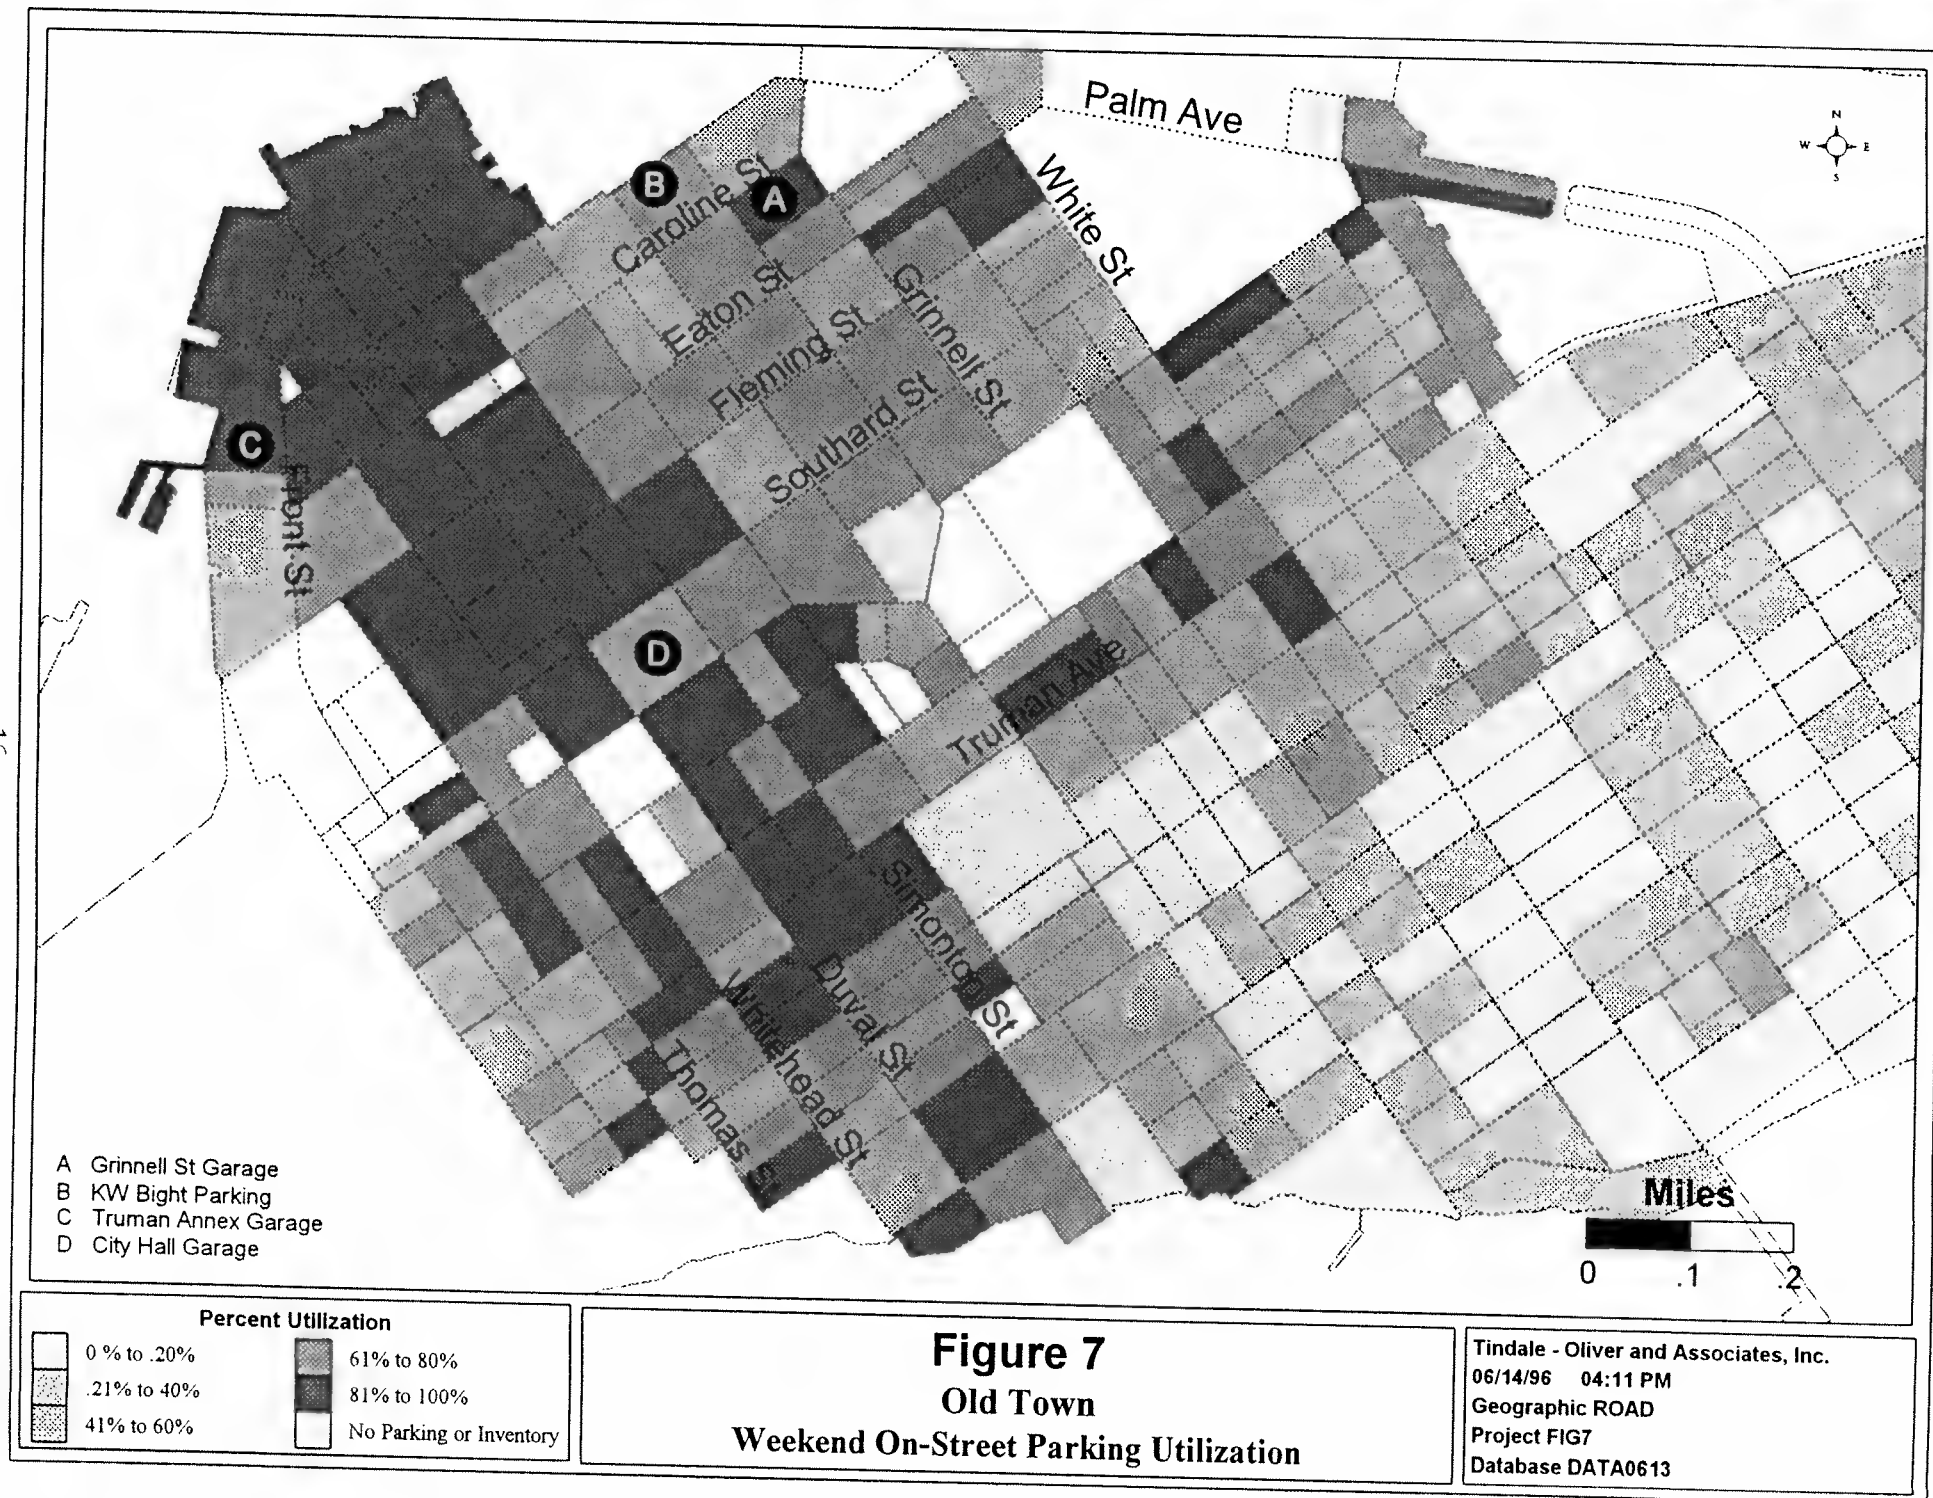 Palm Ave
N
W E
S
White St
B
A
Caroline St
Eaton St
Grinnell St
Fleming St
Southard St
C
Front St
D
Truman Ave
Simonton St
Duval St
Whitehead St
Thomas St
A Grinnell St Garage
B KW Bight Parking
C Truman Annex Garage
D City Hall Garage
Miles
0 .1 .2
Percent Utilization
0 % to .20%
.21% to 40%
41% to 60%
61% to 80%
81% to 100%
No Parking or Inventory
Figure 7
Old Town
Weekend On-Street Parking Utilization
Tindale - Oliver and Associates, Inc.
06/14/96 04:11 PM
Geographic ROAD
Project FIG7
Database DATA0613